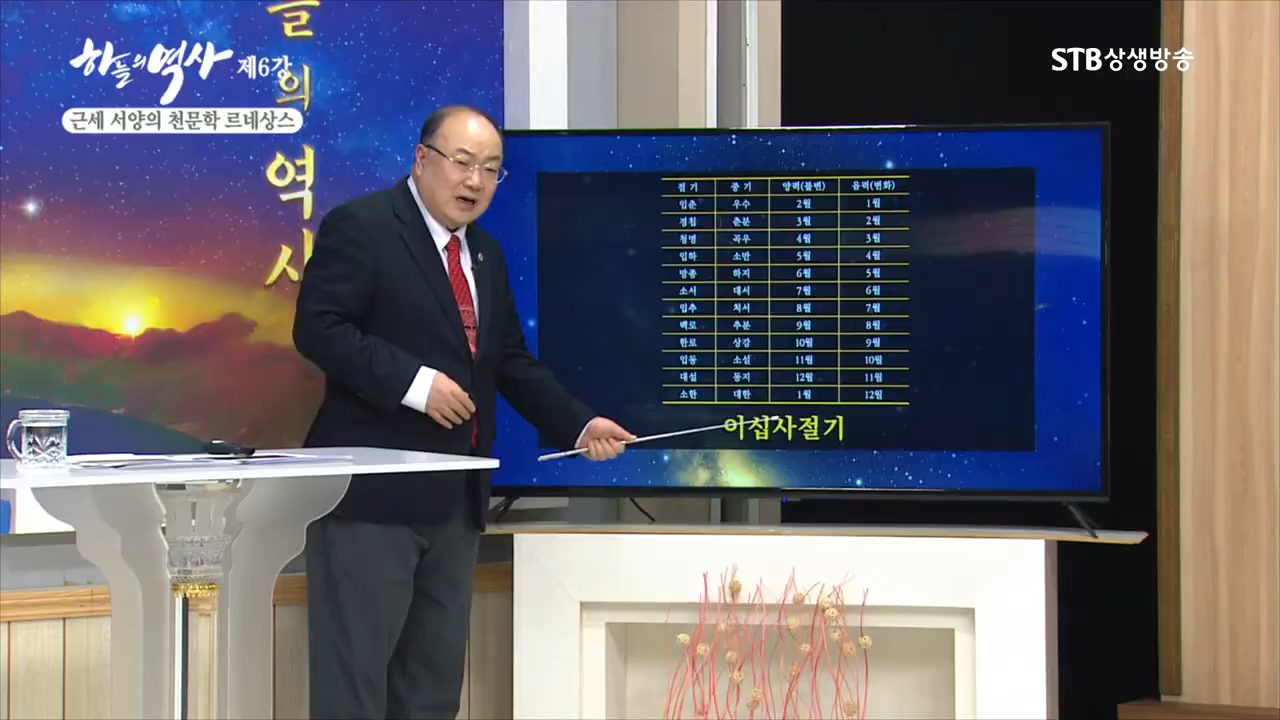 하늘의 역사 제6강
근세 서양의 천문학 르네상스
STB상생방송
늘의 역사
절기 중기 양력(불변) 음력(변화)
입춘 우수 2월 1월
경칩 춘분 3월 2월
청명 곡우 4월 3월
입하 소만 5월 4월
망종 하지 6월 5월
소서 대서 7월 6월
입추 처서 8월 7월
백로 추분 9월 8월
한로 상강 10월 9월
입동 소설 11월 10월
대설 동지 12월 11월
소한 대한 1월 12월
이십사절기